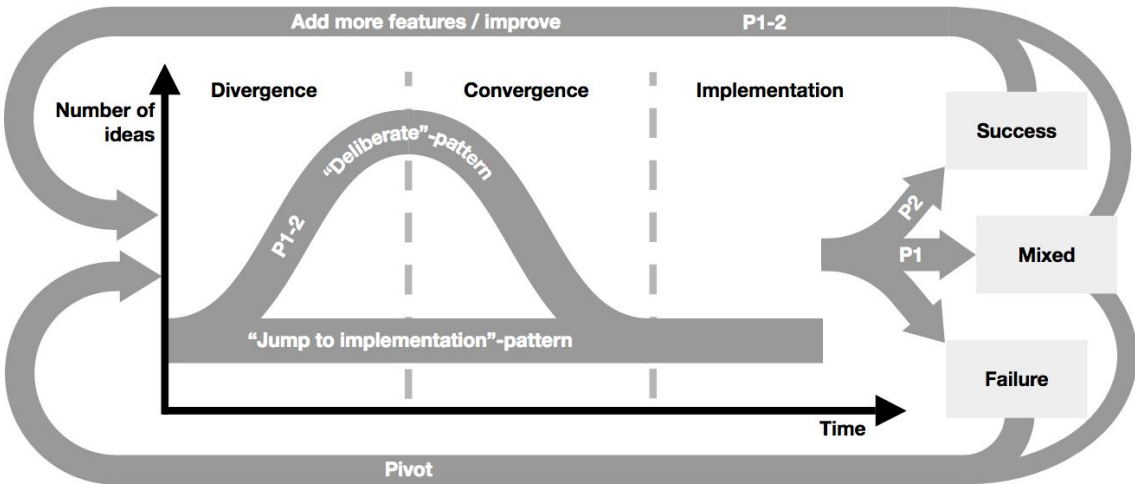 Add more features / improve P1-2
Divergence Convergence Implementation
Number of
ideas
Success
“Deliberate”-pattern
P1-2
P2
P1
Mixed
“Jump to implementation”-pattern
Failure
Time
Pivot